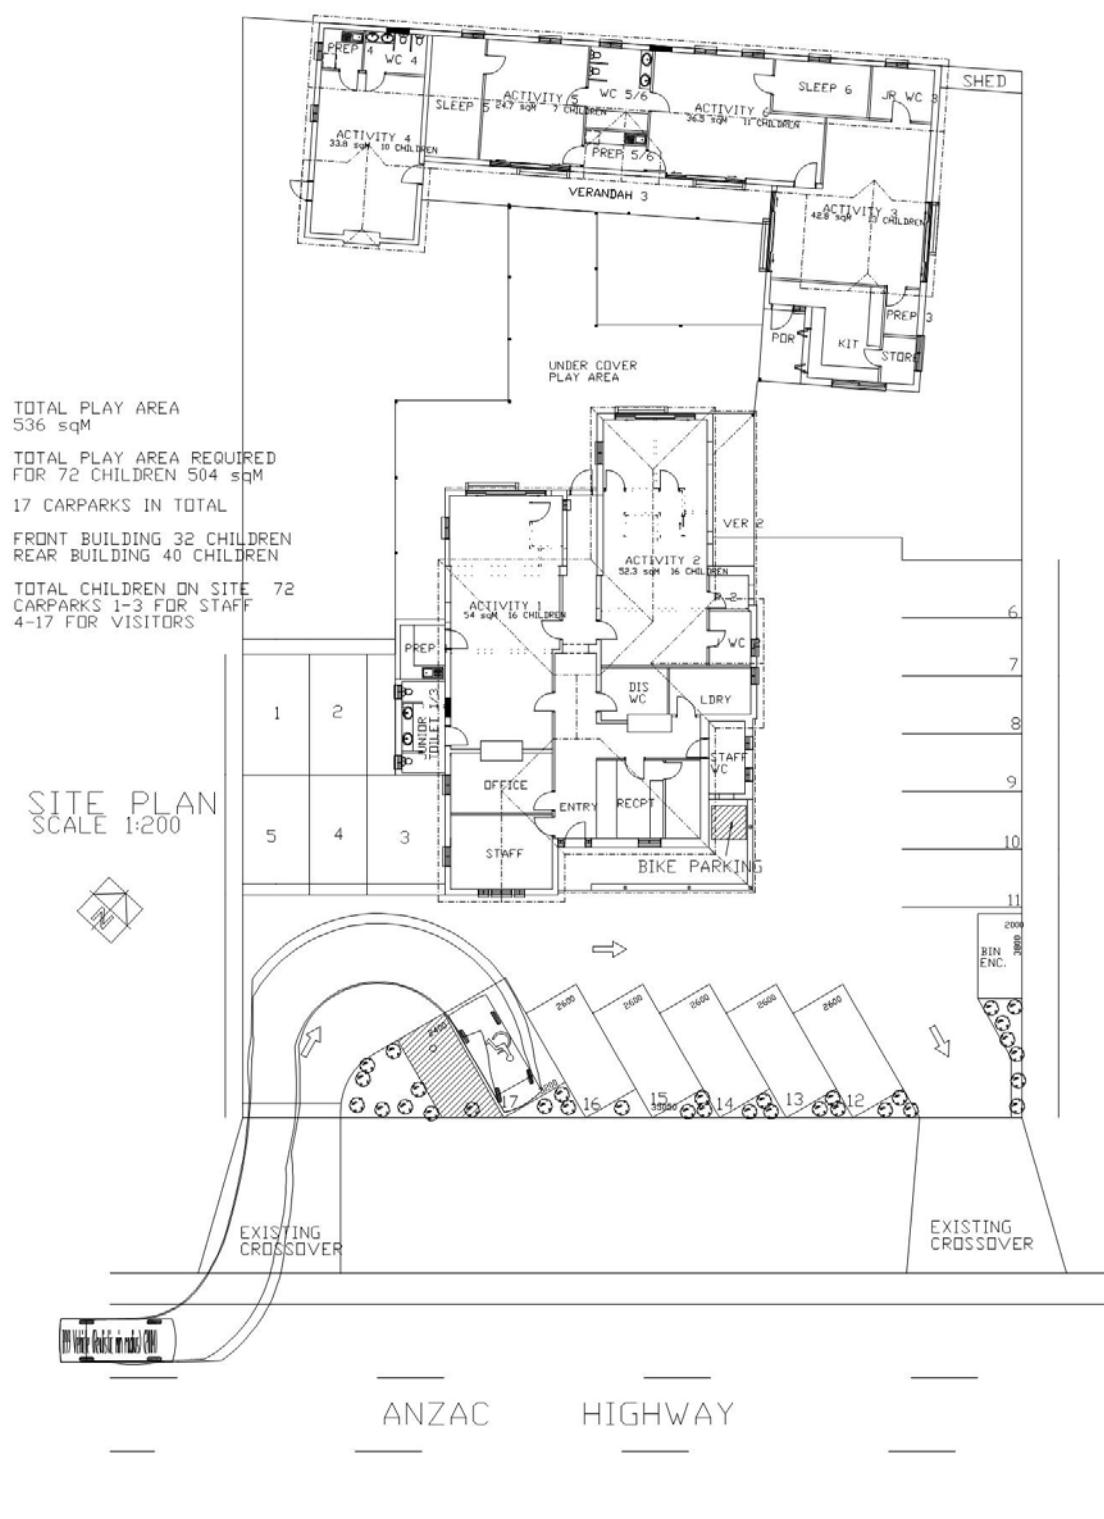 SHED
PREP 4
WC 4
SLEEP 5
ACTIVITY 5
24.7 sqM 7 CHILDREN
WC 5/6
ACTIVITY 6
36.5 sqM 11 CHILDREN
SLEEP 6
JR WC 3
ACTIVITY 4
33.8 sqM 10 CHILDREN
PREP 5/6
VERANDAH 3
ACTIVITY 3
42.8 sqM 13 CHILDREN
PREP 3
POR
KIT
STORE
UNDER COVER
PLAY AREA
TOTAL PLAY AREA
536 sqM
TOTAL PLAY AREA REQUIRED
FOR 72 CHILDREN 504 sqM
17 CARPARKS IN TOTAL
FRONT BUILDING 32 CHILDREN
REAR BUILDING 40 CHILDREN
TOTAL CHILDREN ON SITE 72
CARPARKS 1-3 FOR STAFF
4-17 FOR VISITORS
VER 2
ACTIVITY 2
52.3 sqM 16 CHILDREN
P 2
ACTIVITY 1
54 sqM 16 CHILDREN
PREP
J WC
DIS
WC
LDRY
JUNIOR
TOILET 1/3
STAFF
WC
OFFICE
ENTRY
RECPT
STAFF
BIKE PARKING
1
2
3
4
5
6
7
8
9
10
11
SITE PLAN
SCALE 1:200
N
2000
3800
BIN
ENC.
2400
2600
2600
2600
2600
2600
17
16
15
14
13
12
EXISTING
CROSSOVER
EXISTING
CROSSOVER
B99 Vehicle (Realistic min radius) (2004)
ANZAC HIGHWAY